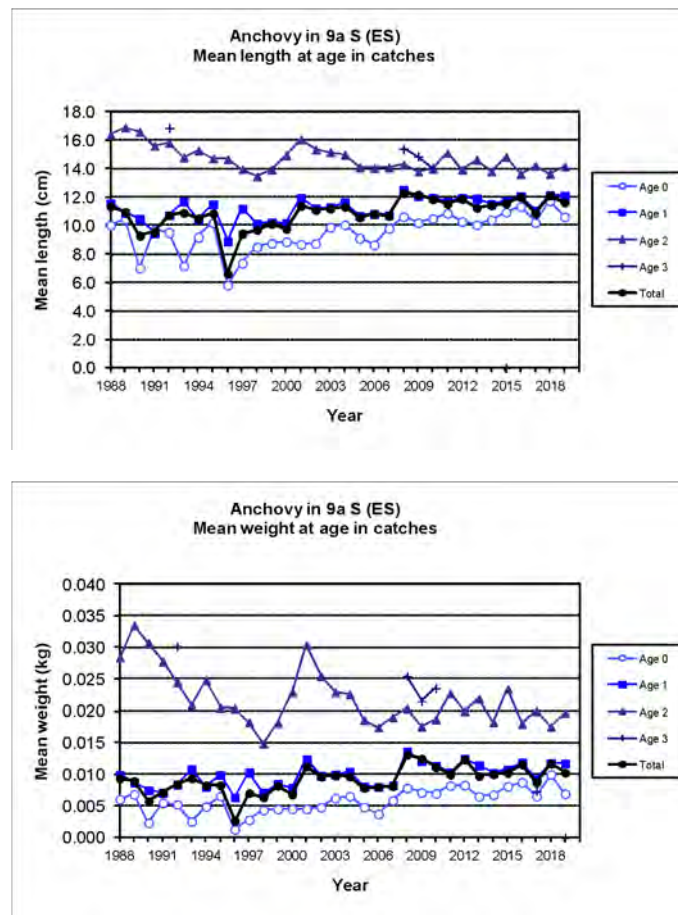 Anchovy in 9a S (ES)
Mean length at age in catches
18.0
16.0
14.0
12.0
10.0
8.0
6.0
4.0
2.0
0.0
Mean length (cm)
1988 1991 1994 1997 2000 2003 2006 2009 2012 2015 2018
Year
Age 0
Age 1
Age 2
Age 3
Total
Anchovy in 9a S (ES)
Mean weight at age in catches
0.040
0.035
0.030
0.025
0.020
0.015
0.010
0.005
0.000
Mean weight (kg)
1988 1991 1994 1997 2000 2003 2006 2009 2012 2015 2018
Year
Age 0
Age 1
Age 2
Age 3
Total